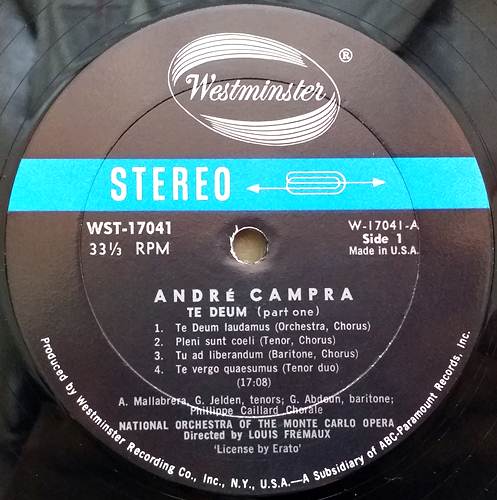 Westminster ®
STEREO
WST-17041
33⅓ RPM
W-17041-A
Side 1
Made in U.S.A.
ANDRé CAMPRA
TE DEUM (part one)
1. Te Deum laudamus (Orchestra, Chorus)
2. Pleni sunt coeli (Tenor, Chorus)
3. Tu ad liberandum (Baritone, Chorus)
4. Te vergo quaesumus (Tenor duo)
(17:08)
A. Mallabrera, G. Jelden, tenors; G. Abdoun, baritone;
Phillippe Caillard Chorale
NATIONAL ORCHESTRA OF THE MONTE CARLO OPERA
Directed by LOUIS FRéMAUX
'License by Erato'
Produced by Westminster Recording Co., Inc., N.Y., U.S.A.—A Subsidiary of ABC-Paramount Records, Inc.